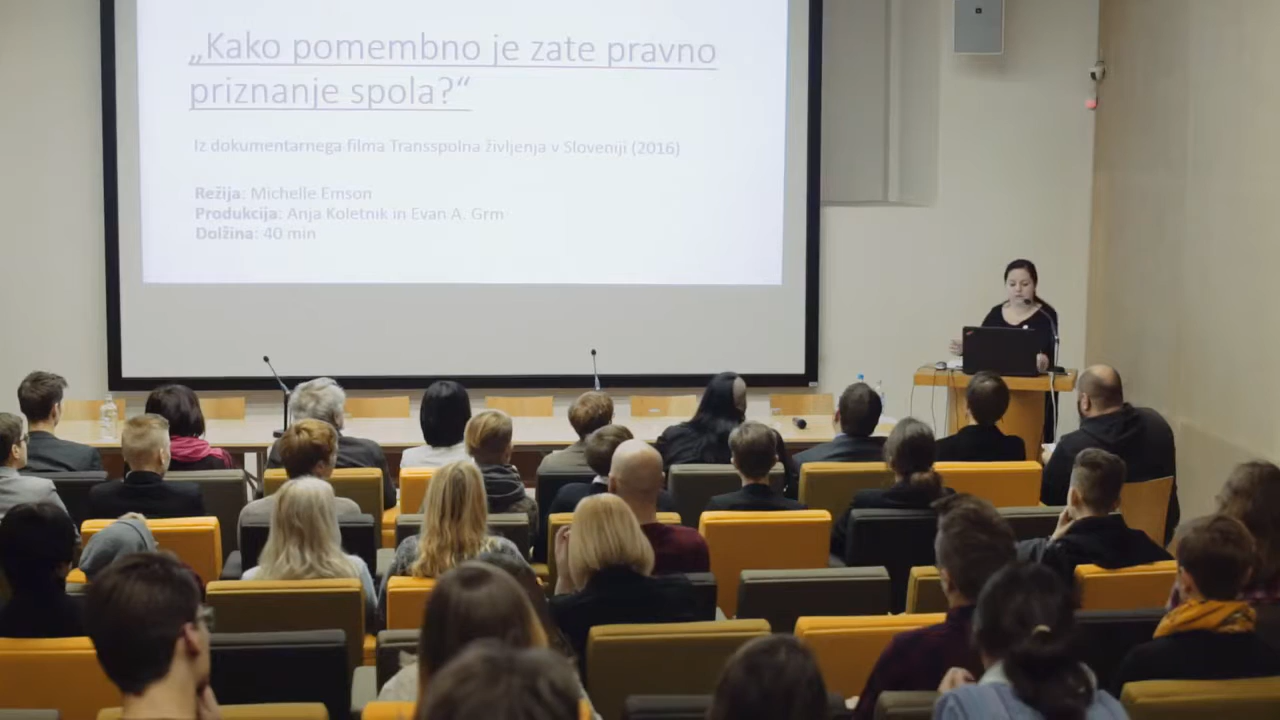 „Kako pomembno je zate pravno
priznanje spola?“
Iz dokumentarnega filma Transspolna življenja v Sloveniji (2016)
Režija: Michelle Emson
Produkcija: Anja Koletnik in Evan A. Grm
Dolžina: 40 min